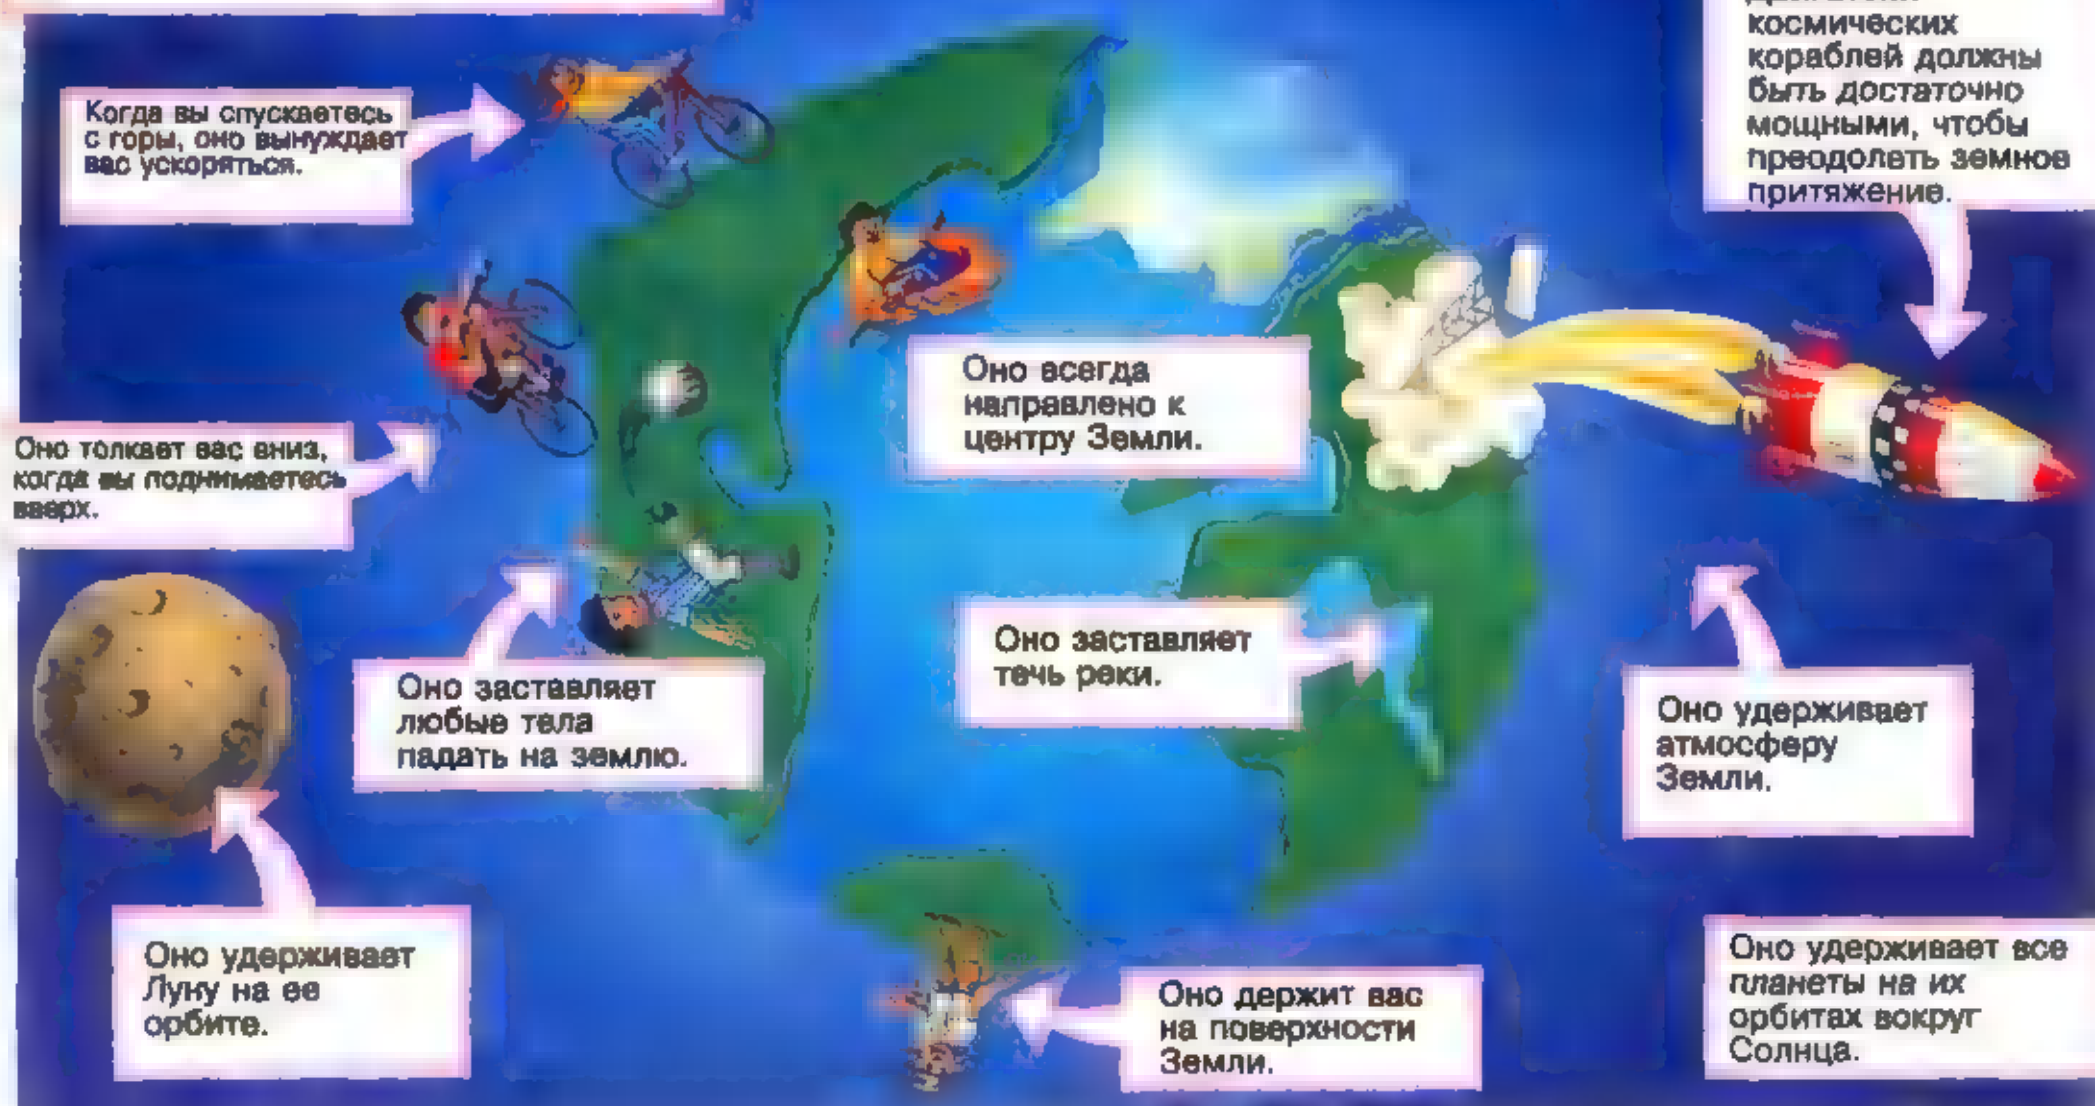 космических
кораблей должны
быть достаточно
мощными, чтобы
преодолеть земное
притяжение.
Когда вы спускаетесь
с горы, оно вынуждает
вас ускоряться.
Оно всегда
направлено к
центру Земли.
Оно толкает вас вниз,
когда вы поднимаетесь
вверх.
Оно заставляет
течь реки.
Оно заставляет
любые тела
падать на землю.
Оно удерживает
атмосферу
Земли.
Оно удерживает
Луну на ее
орбите.
Оно держит вас
на поверхности
Земли.
Оно удерживает все
планеты на их
орбитах вокруг
Солнца.